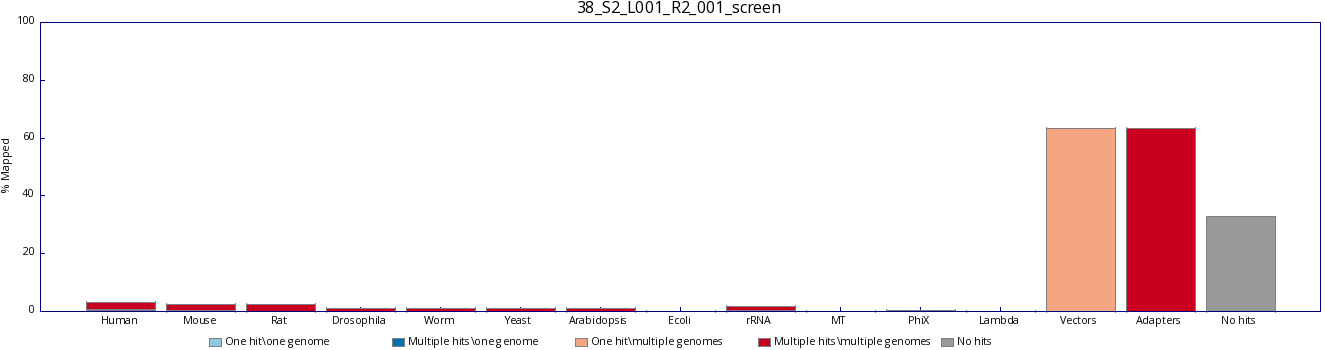 38_S2_L001_R2_001_screen
100
80
60
40
20
0
% Mapped
Human Mouse Rat Drosophila Worm Yeast Arabidopsis Ecoli rRNA MT PhiX Lambda Vectors Adapters No hits
One hit\one genome Multiple hits\one genome One hit\multiple genomes Multiple hits\multiple genomes No hits